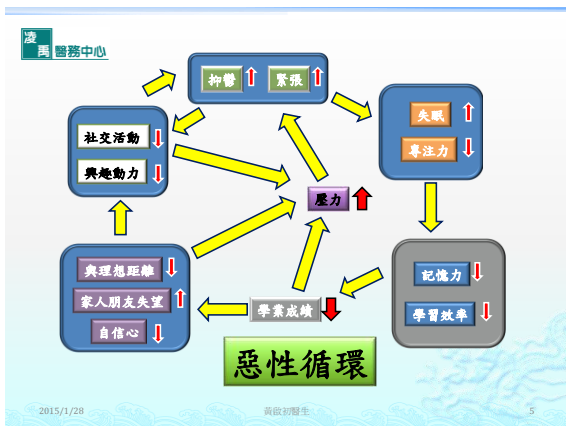 凌
禹 醫務中心
抑鬱 緊張
社交活動
興趣動力
失眠
專注力
壓力
與理想距離
家人朋友失望
自信心
記憶力
學習效率
學業成績
惡性循環
2015/1/28 黃啟初醫生 5